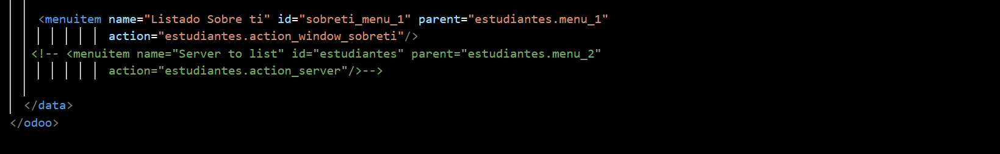 <menuitem name="Listado Sobre ti" id="sobreti_menu_1" parent="estudiantes.menu_1"
action="estudiantes.action_window_sobreti"/>
<!-- <menuitem name="Server to list" id="estudiantes" parent="estudiantes.menu_2"
action="estudiantes.action_server"/>-->
</data>
</odoo>